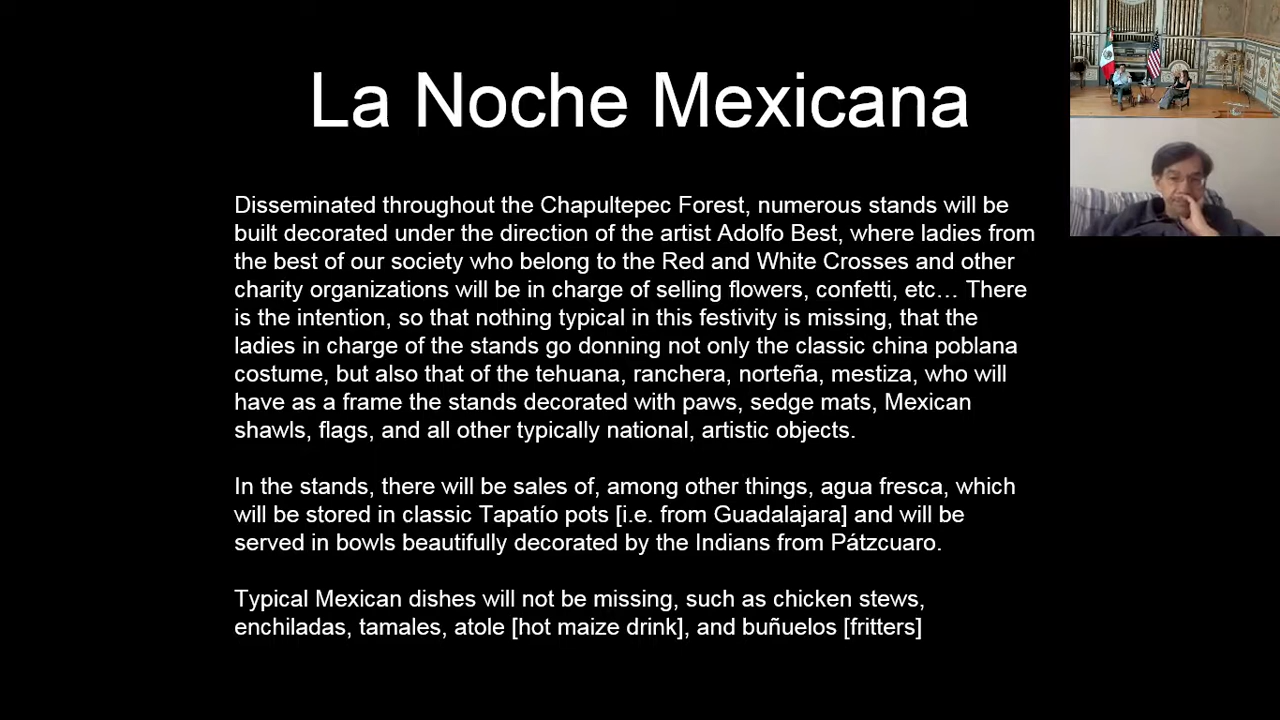 La Noche Mexicana
Disseminated throughout the Chapultepec Forest, numerous stands will be
built decorated under the direction of the artist Adolfo Best, where ladies from
the best of our society who belong to the Red and White Crosses and other
charity organizations will be in charge of selling flowers, confetti, etc… There
is the intention, so that nothing typical in this festivity is missing, that the
ladies in charge of the stands go donning not only the classic china poblana
costume, but also that of the tehuana, ranchera, norteña, mestiza, who will
have as a frame the stands decorated with paws, sedge mats, Mexican
shawls, flags, and all other typically national, artistic objects.
In the stands, there will be sales of, among other things, agua fresca, which
will be stored in classic Tapatío pots [i.e. from Guadalajara] and will be
served in bowls beautifully decorated by the Indians from Pátzcuaro.
Typical Mexican dishes will not be missing, such as chicken stews,
enchiladas, tamales, atole [hot maize drink], and buñuelos [fritters]